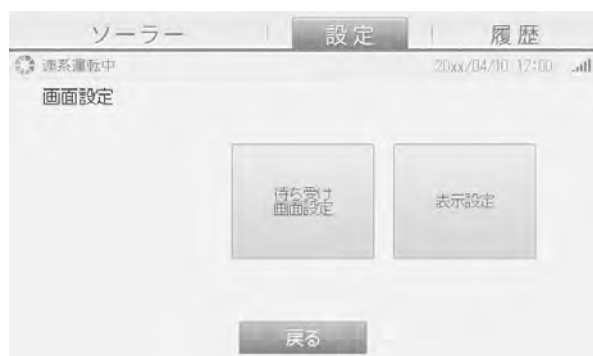 ソーラー 設定 履歴
連系運転中 20xx/04/10 12:00
画面設定
待ち受け
画面設定
表示設定
戻る